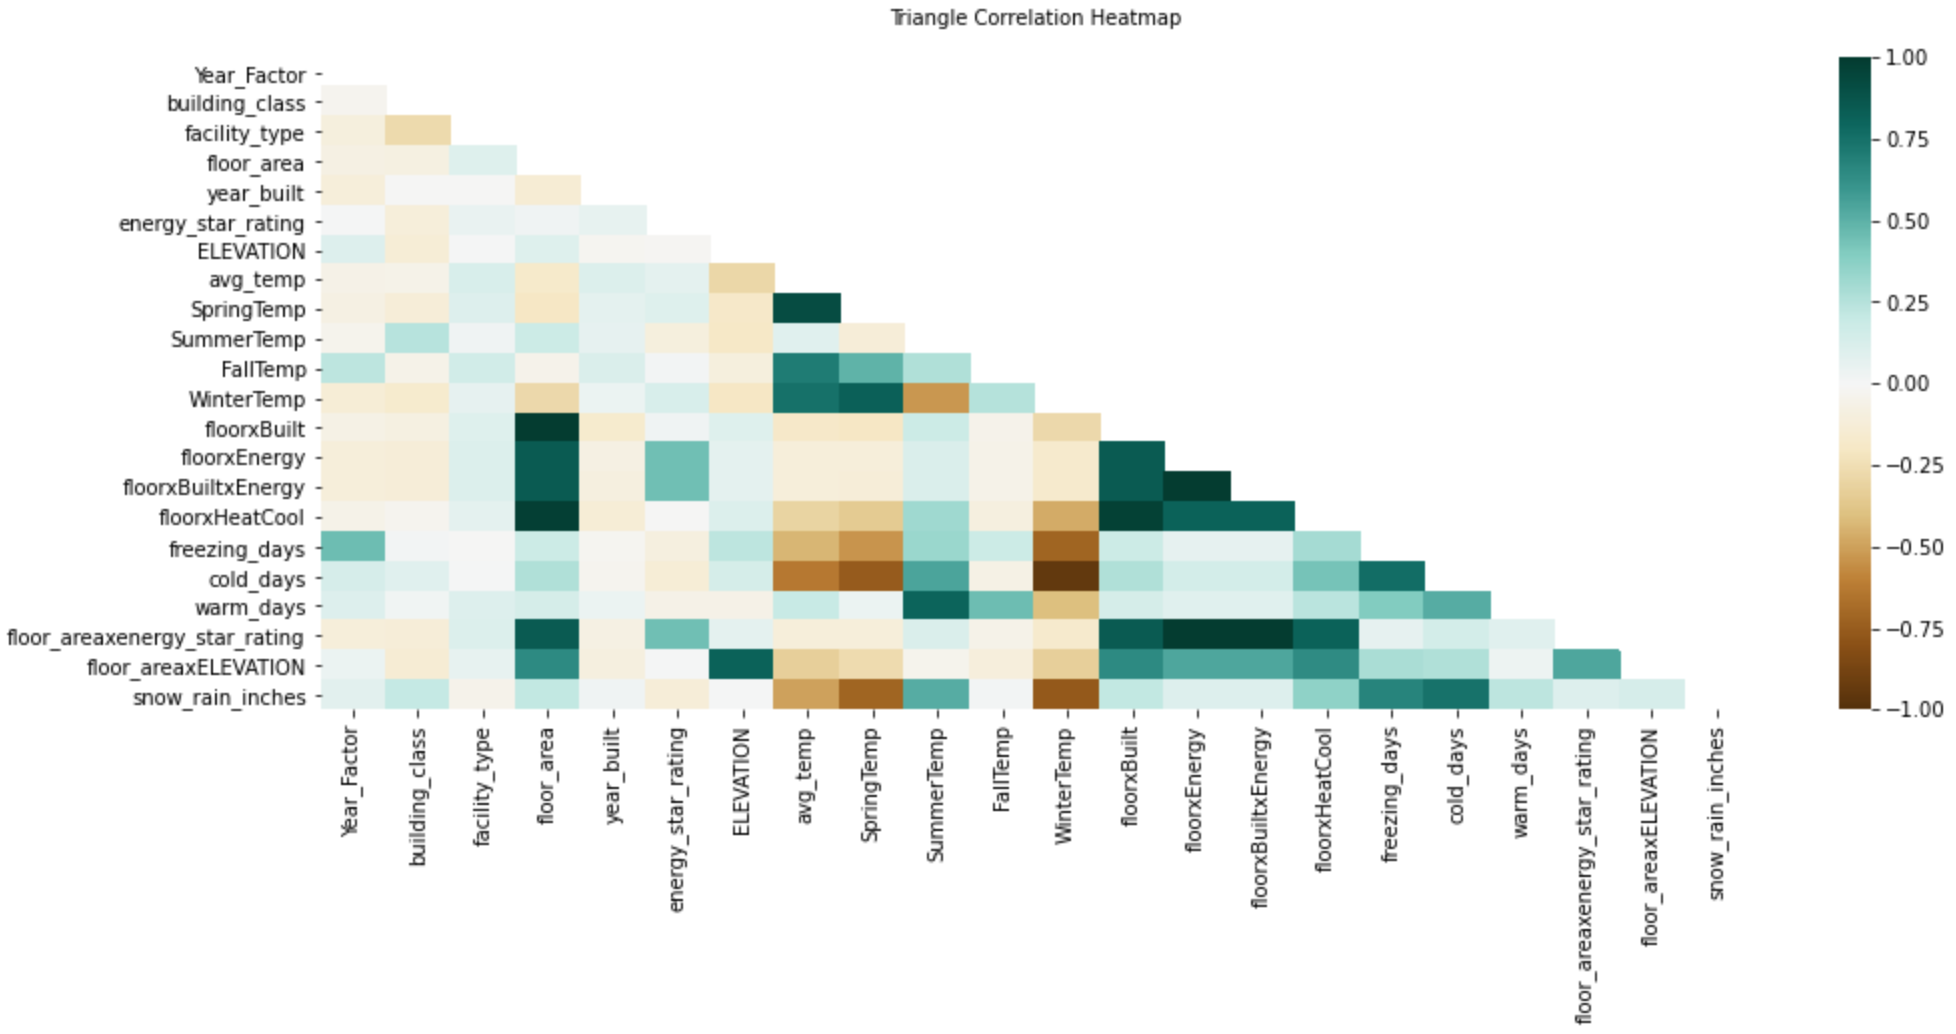 Triangle Correlation Heatmap
Year_Factor
building_class
facility_type
floor_area
year_built
energy_star_rating
ELEVATION
avg_temp
SpringTemp
SummerTemp
FallTemp
WinterTemp
floorxBuilt
floorxEnergy
floorxBuiltxEnergy
floorxHeatCool
freezing_days
cold_days
warm_days
floor_areaxenergy_star_rating
floor_areaxELEVATION
snow_rain_inches
Year_Factor
building_class
facility_type
floor_area
year_built
energy_star_rating
ELEVATION
avg_temp
SpringTemp
SummerTemp
FallTemp
WinterTemp
floorxBuilt
floorxEnergy
floorxBuiltxEnergy
floorxHeatCool
freezing_days
cold_days
warm_days
floor_areaxenergy_star_rating
floor_areaxELEVATION
snow_rain_inches
1.00
0.75
0.50
0.25
0.00
−0.25
−0.50
−0.75
−1.00